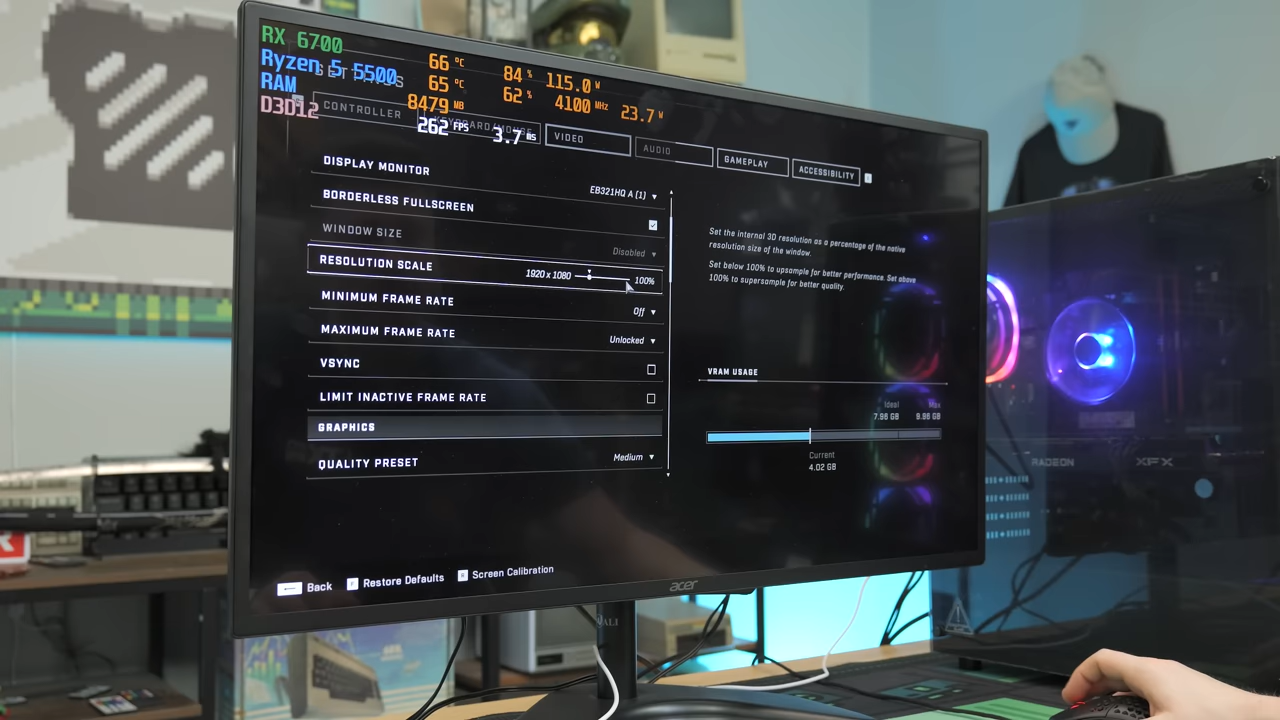 RX 6700 66 °C 84 % 115.0 W
Ryzen 5 5500 65 °C 62 % 4100 MHz 23.7 W
RAM 8479 MB
D3D12 262 FPS 3.7 ms
SETTINGS
CONTROLLER KEYBOARD/MOUSE VIDEO AUDIO GAMEPLAY ACCESSIBILITY
DISPLAY MONITOR EB321HQ A (1)
BORDERLESS FULLSCREEN
WINDOW SIZE Disabled
RESOLUTION SCALE 1920 x 1080 100%
MINIMUM FRAME RATE Off
MAXIMUM FRAME RATE Unlocked
VSYNC
LIMIT INACTIVE FRAME RATE
GRAPHICS
QUALITY PRESET Medium
Set the internal 3D resolution as a percentage of the native
resolution size of the window.
Set below 100% to upsample for better performance. Set above
100% to supersample for better quality.
VRAM USAGE
Ideal Max
7.96 GB 9.96 GB
Current
4.02 GB
Back F Restore Defaults Screen Calibration
acer
RADEON XFX